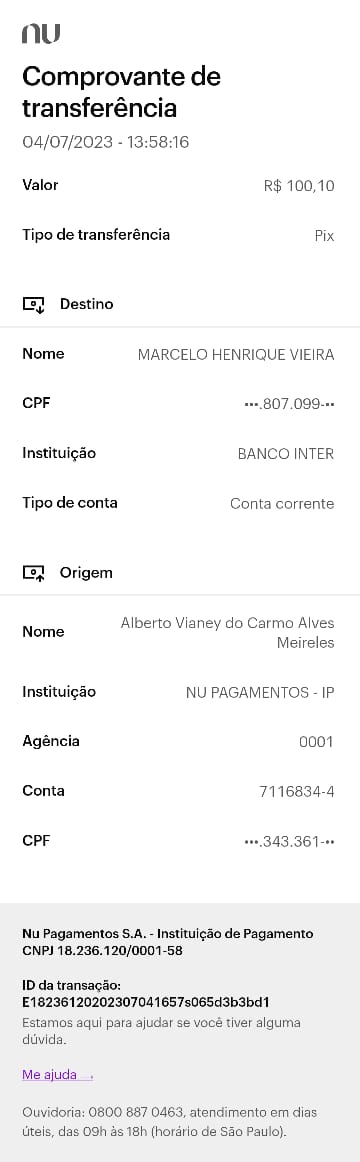 nu
Comprovante de
transferência
04/07/2023 - 13:58:16
Valor R$ 100,10
Tipo de transferência Pix
Destino
Nome MARCELO HENRIQUE VIEIRA
CPF •••.807.099-••
Instituição BANCO INTER
Tipo de conta Conta corrente
Origem
Nome Alberto Vianey do Carmo Alves
Meireles
Instituição NU PAGAMENTOS - IP
Agência 0001
Conta 7116834-4
CPF •••.343.361-••
Nu Pagamentos S.A. - Instituição de Pagamento
CNPJ 18.236.120/0001-58
ID da transação:
E18236120202307041657s065d3b3bd1
Estamos aqui para ajudar se você tiver alguma
dúvida.
Me ajuda →
Ouvidoria: 0800 887 0463, atendimento em dias
úteis, das 09h às 18h (horário de São Paulo).